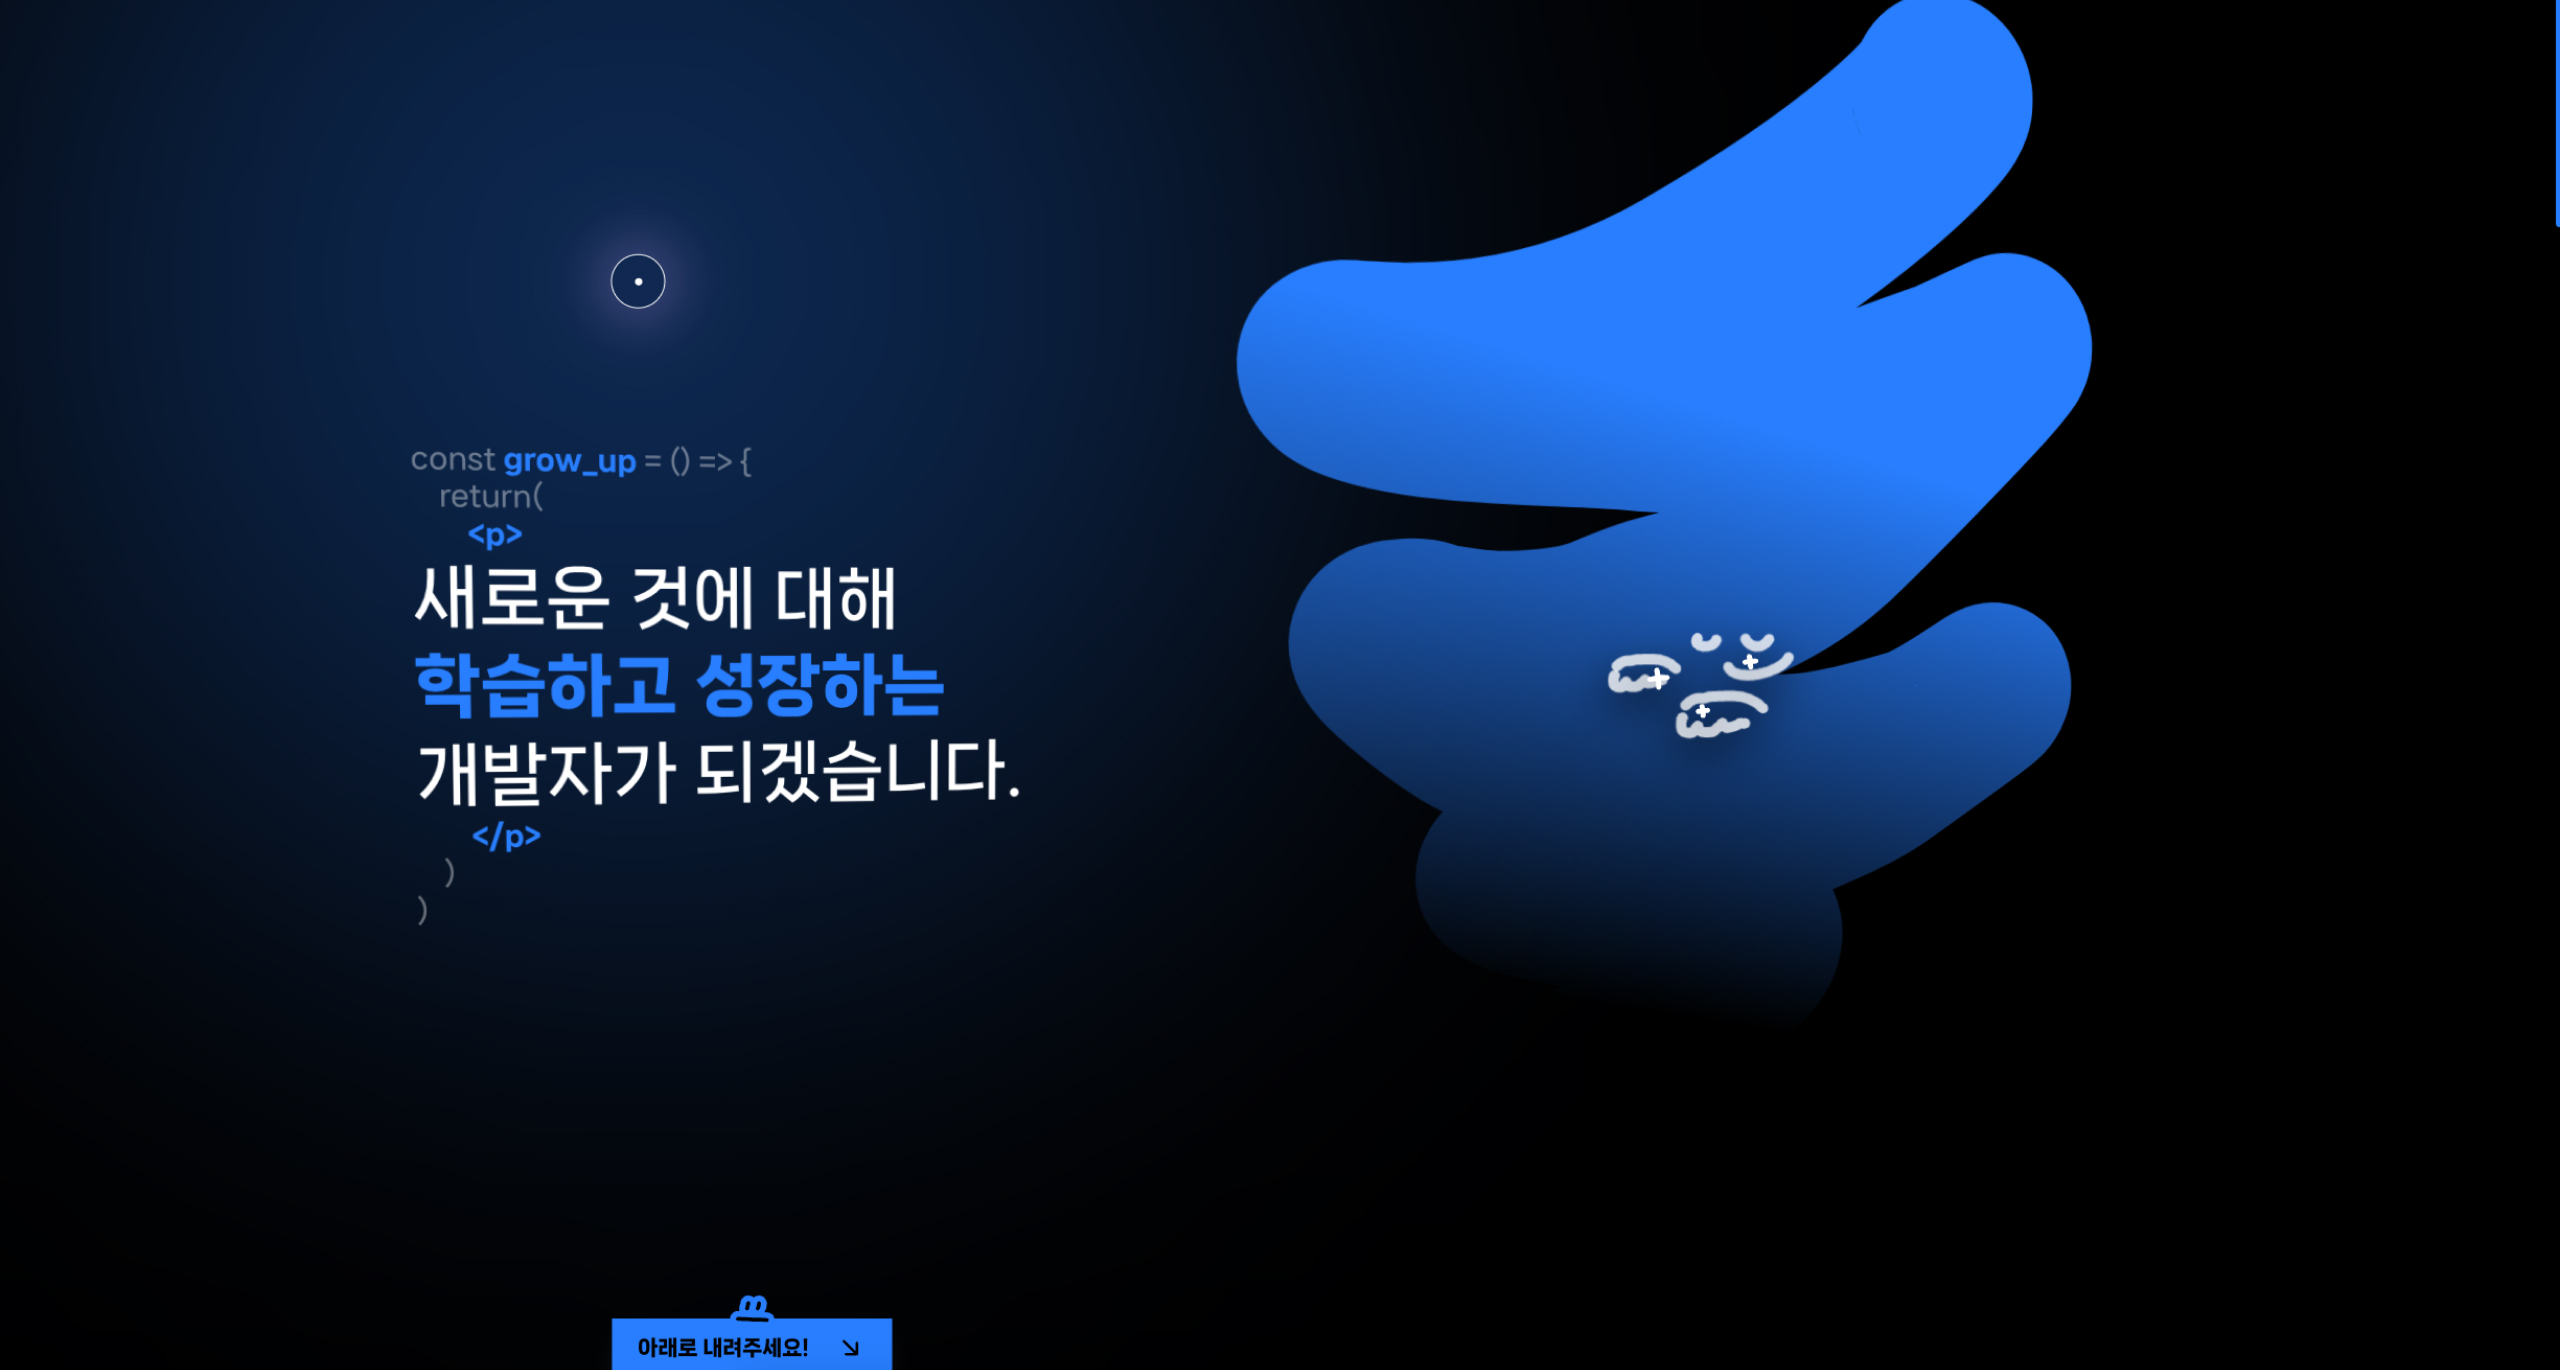 const grow_up = () => {
return(
<p>
새로운 것에 대해
학습하고 성장하는
개발자가 되겠습니다.
</p>
)
)
아래로 내려주세요!